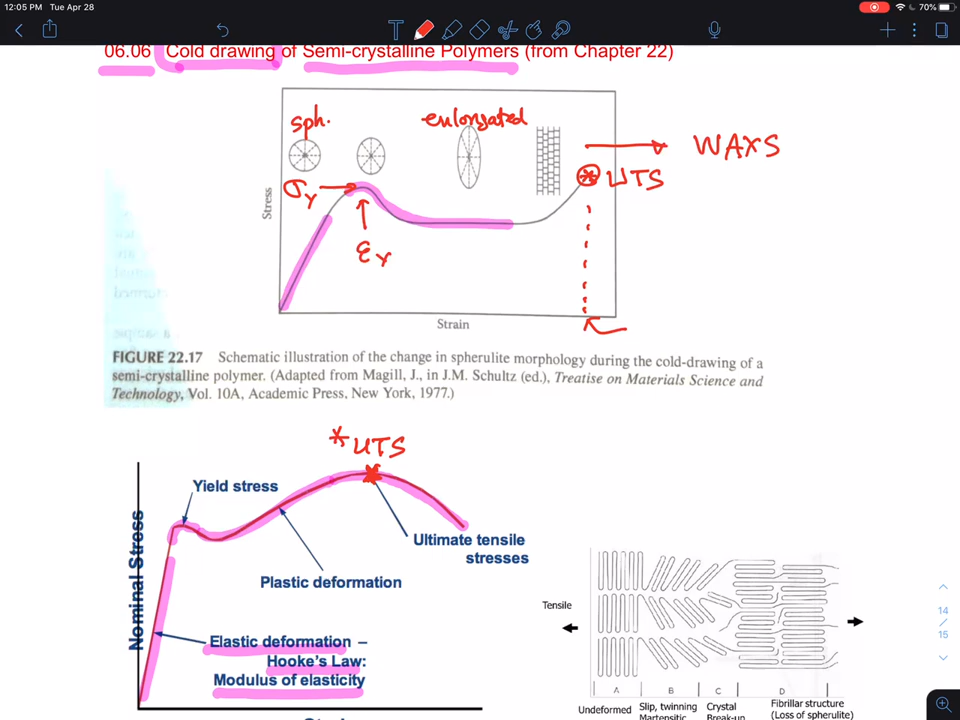 12:05 PM Tue Apr 28
70%
06.06 Cold drawing of Semi-crystalline Polymers (from Chapter 22)
sph.
enlongated
WAXS
UTS
σY
εY
Stress
Strain
FIGURE 22.17 Schematic illustration of the change in spherulite morphology during the cold-drawing of a
semi-crystalline polymer. (Adapted from Magill, J., in J.M. Schultz (ed.), Treatise on Materials Science and
Technology, Vol. 10A, Academic Press, New York, 1977.)
*UTS
Yield stress
Nominal Stress
Ultimate tensile
stresses
Plastic deformation
Elastic deformation –
Hooke's Law:
Modulus of elasticity
Tensile
A B C D
Undeformed
Slip, twinning
Martensitic
Crystal
Break-up
Fibrillar structure
(Loss of spherulite)
14
/
15